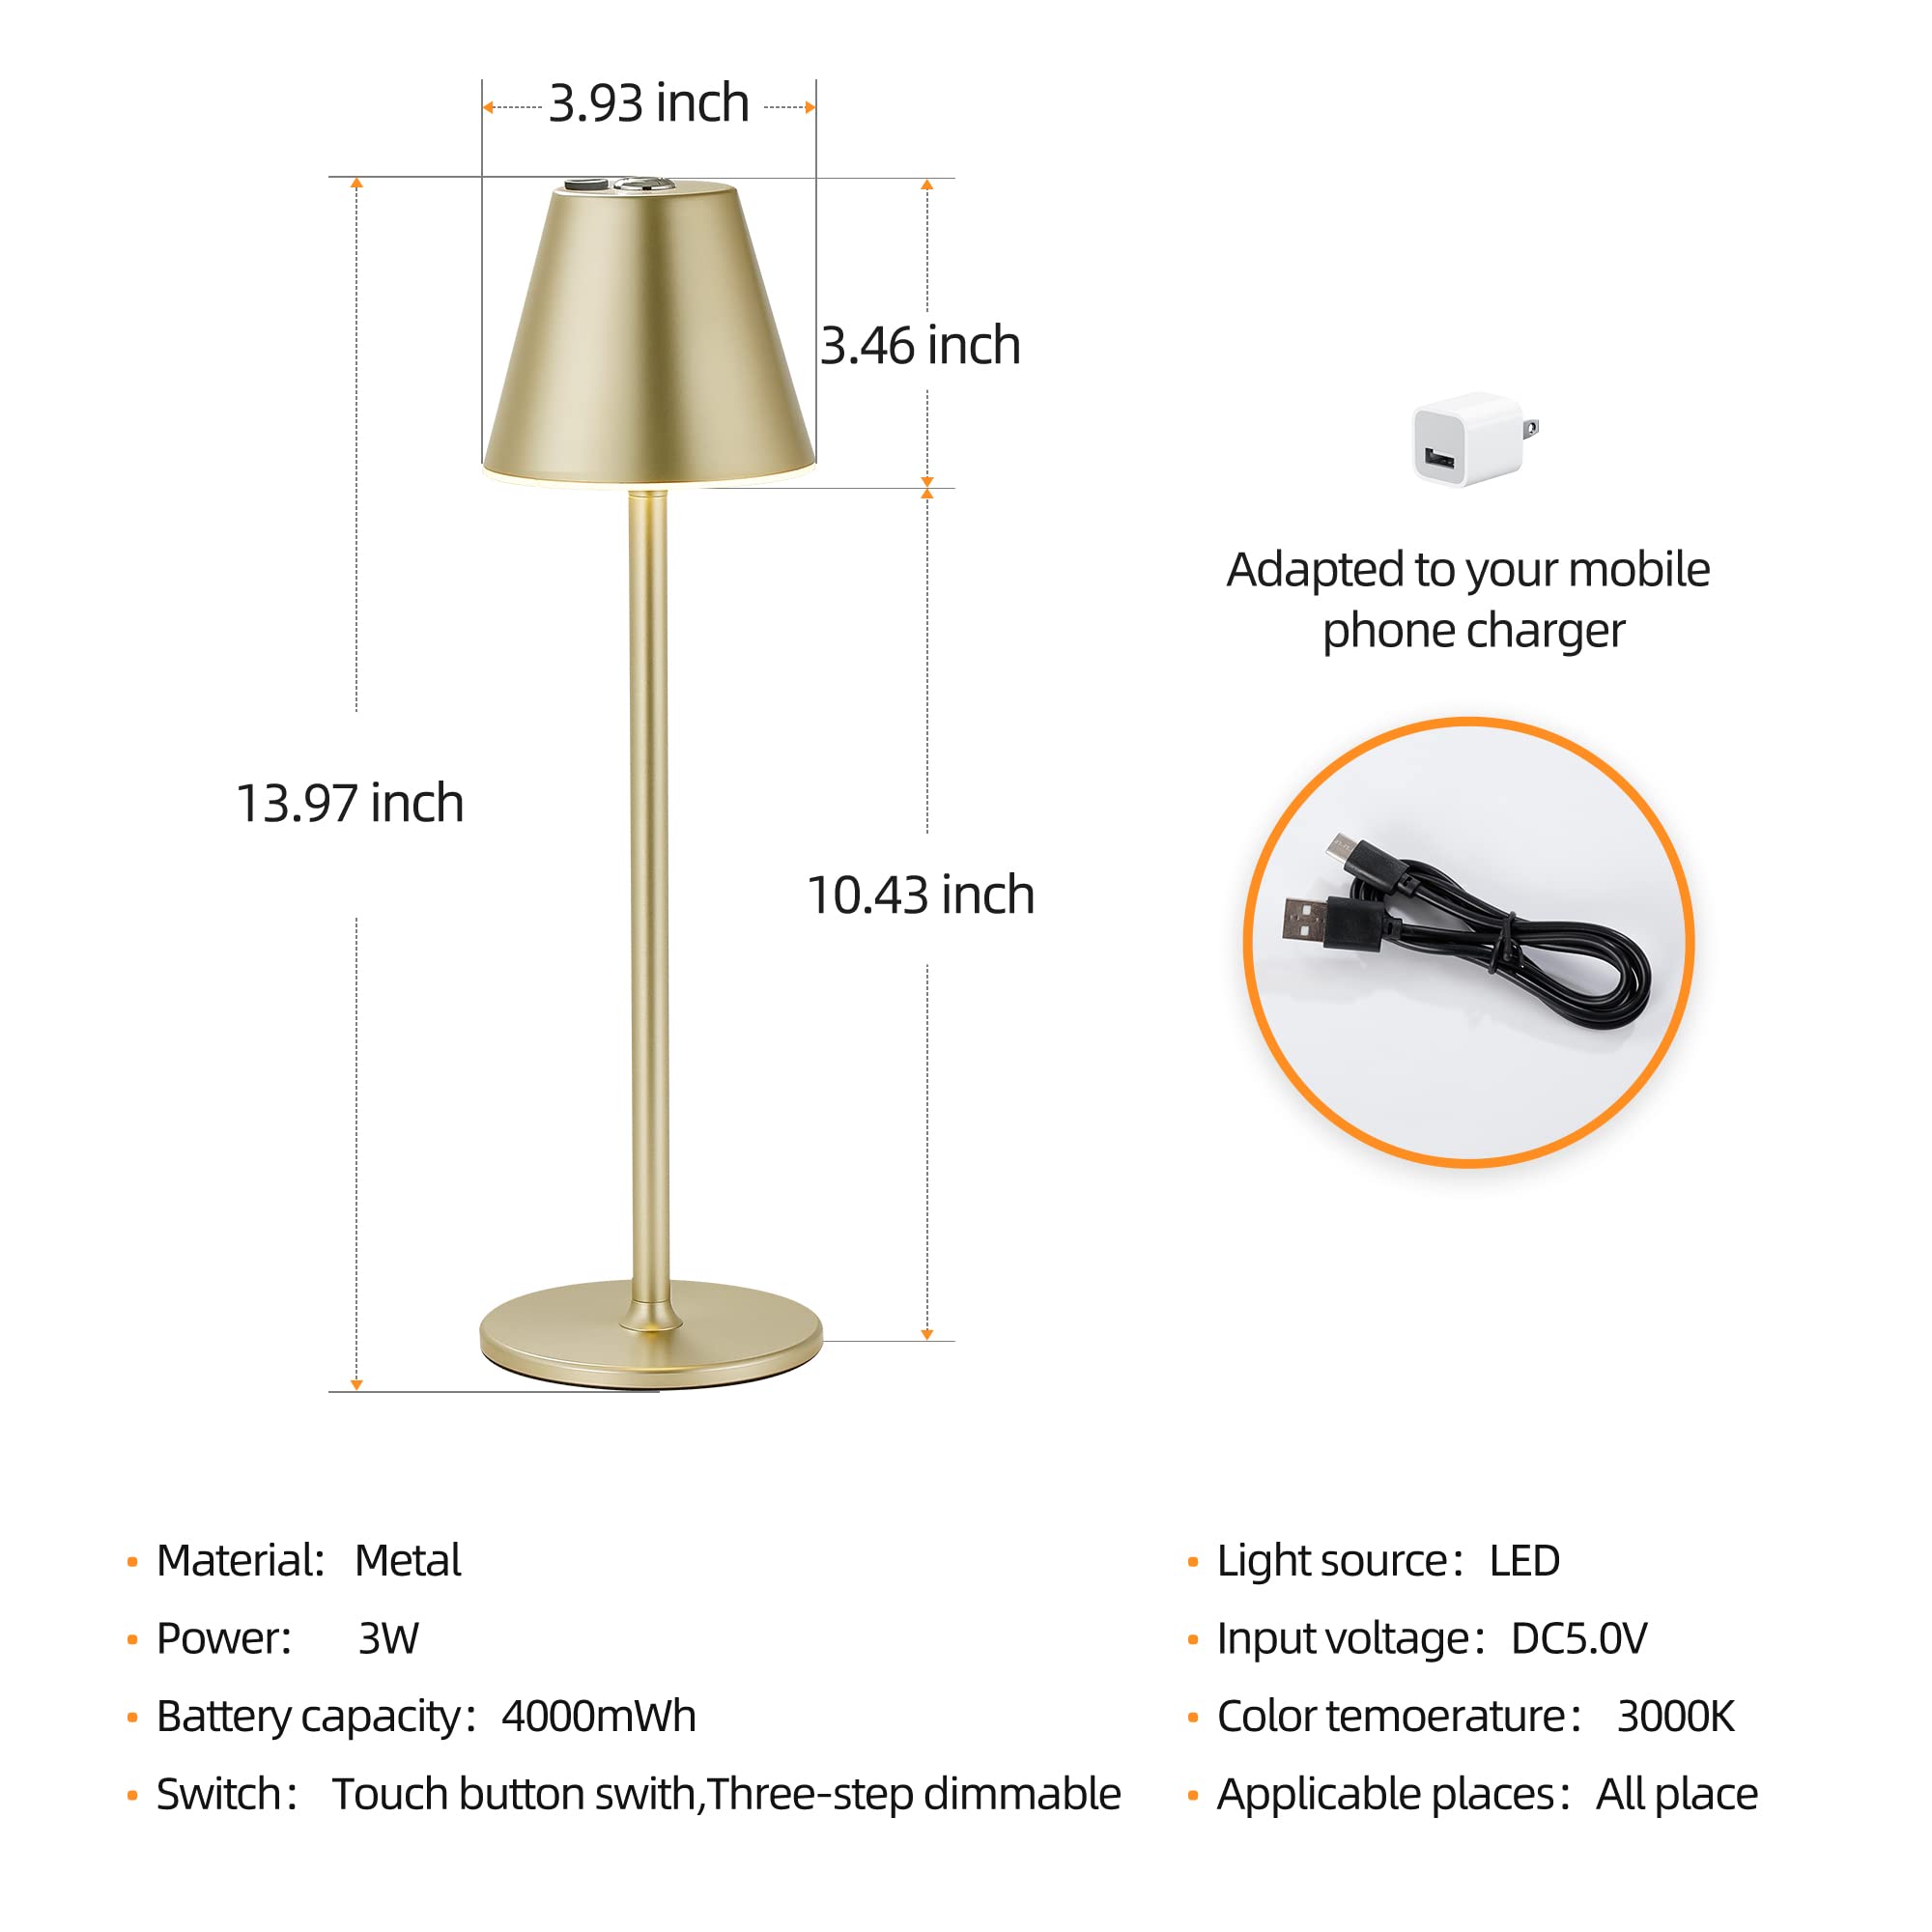 3.93 inch
3.46 inch
13.97 inch
10.43 inch
Adapted to your mobile
phone charger
Material: Metal
Power: 3W
Battery capacity: 4000mWh
Switch: Touch button swith,Three-step dimmable
Light source: LED
Input voltage: DC5.0V
Color temoerature: 3000K
Applicable places: All place